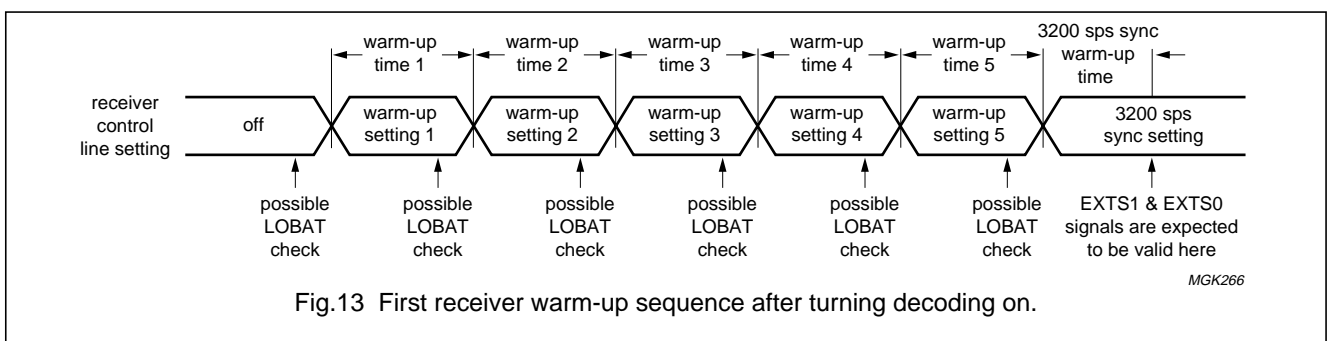 warm-up
time 1
warm-up
time 2
warm-up
time 3
warm-up
time 4
warm-up
time 5
3200 sps sync
warm-up
time
receiver
control
line setting
off
warm-up
setting 1
warm-up
setting 2
warm-up
setting 3
warm-up
setting 4
warm-up
setting 5
3200 sps
sync setting
possible
LOBAT
check
possible
LOBAT
check
possible
LOBAT
check
possible
LOBAT
check
possible
LOBAT
check
possible
LOBAT
check
EXTS1 & EXTS0
signals are expected
to be valid here
MGK266
Fig.13 First receiver warm-up sequence after turning decoding on.